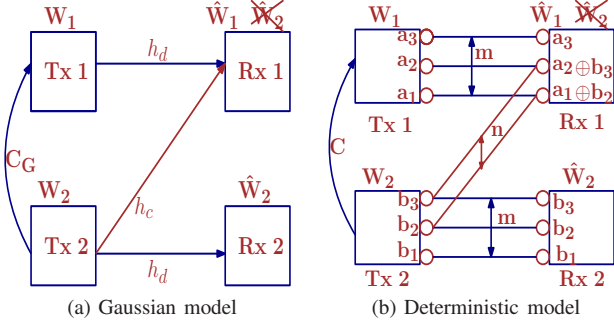 W₁
Ŵ₁ Ŵ₂
Tx 1
h_d
Rx 1
C_G
h_c
W₂
Ŵ₂
Tx 2
h_d
Rx 2
(a) Gaussian model
W₁
Ŵ₁ Ŵ₂
a₃
m
a₃
a₂
a₂⊕b₃
a₁
a₁⊕b₂
Tx 1
Rx 1
n
C
W₂
Ŵ₂
b₃
m
b₃
b₂
b₂
b₁
b₁
Tx 2
Rx 2
(b) Deterministic model